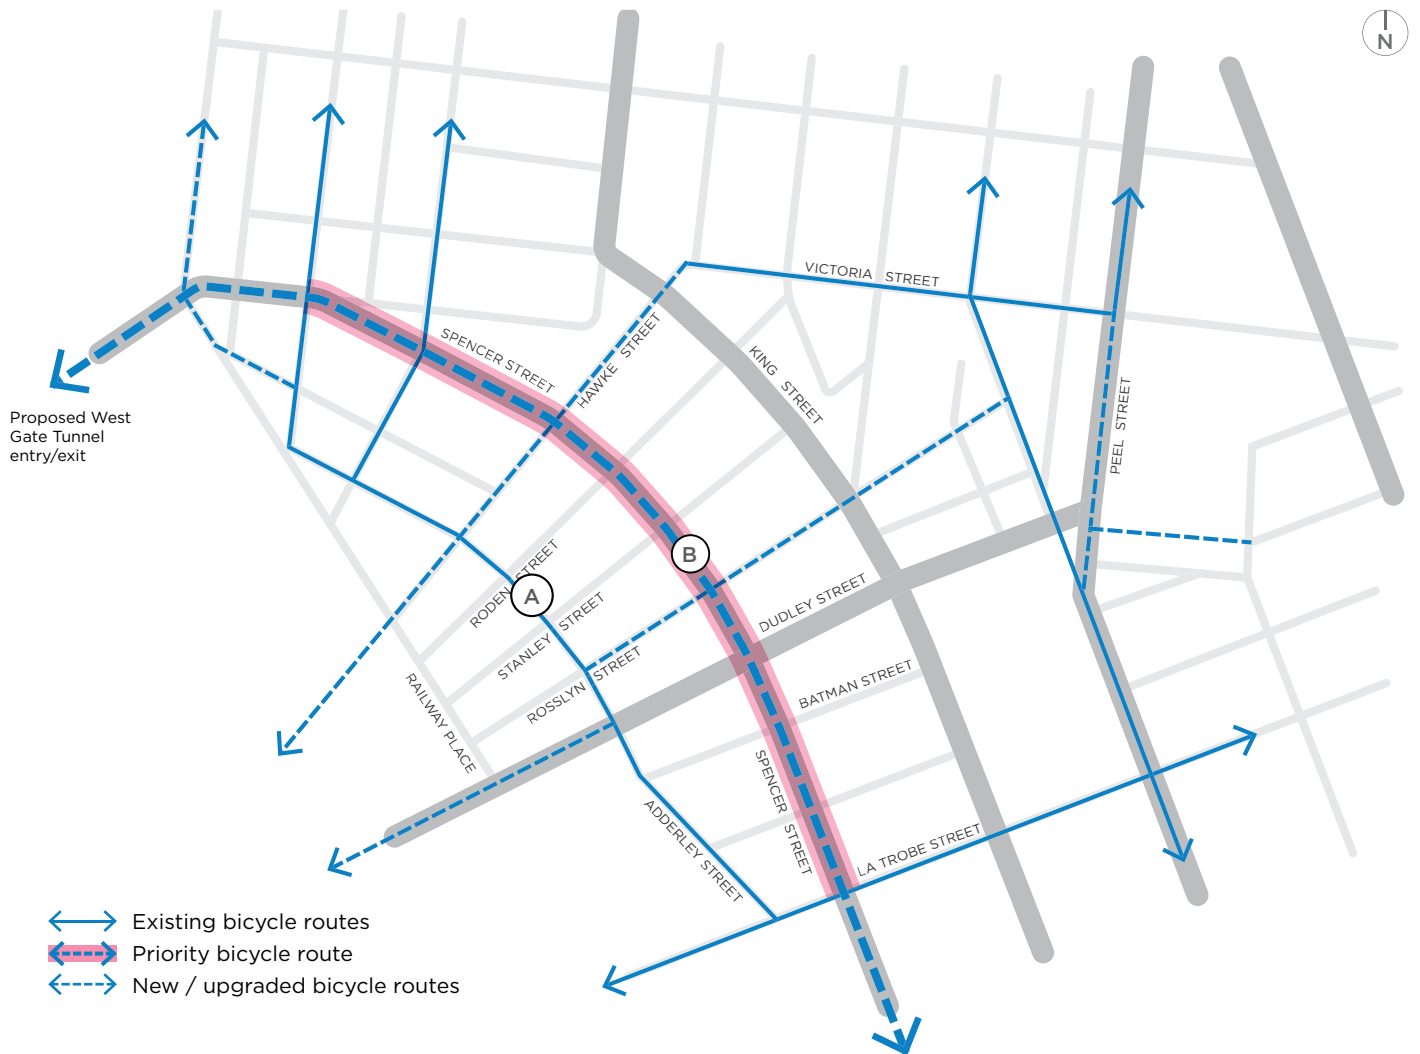 N
VICTORIA STREET
SPENCER STREET
HAWKE STREET
KING STREET
PEEL STREET
Proposed West
Gate Tunnel
entry/exit
B
A
RODEN STREET
STANLEY STREET
ROSSLYN STREET
DUDLEY STREET
BATMAN STREET
RAILWAY PLACE
SPENCER STREET
ADDERLEY STREET
LA TROBE STREET
Existing bicycle routes
Priority bicycle route
New / upgraded bicycle routes